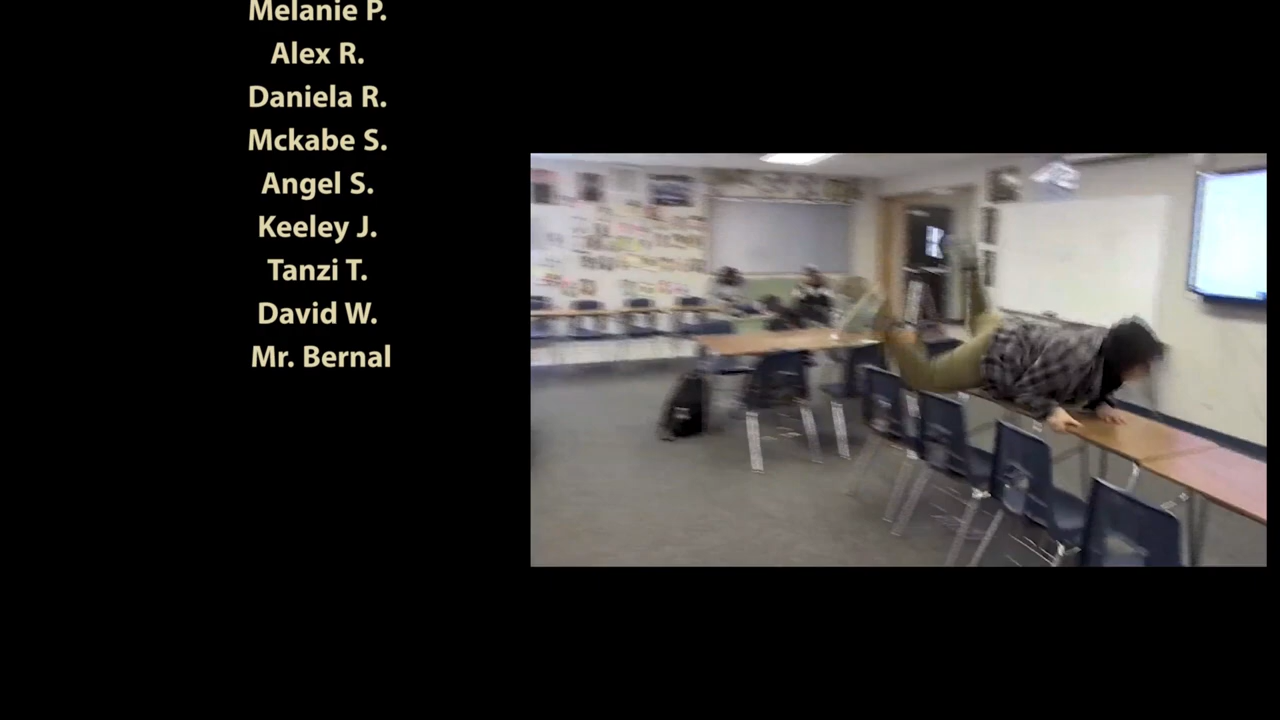 Melanie P.
Alex R.
Daniela R.
Mckabe S.
Angel S.
Keeley J.
Tanzi T.
David W.
Mr. Bernal